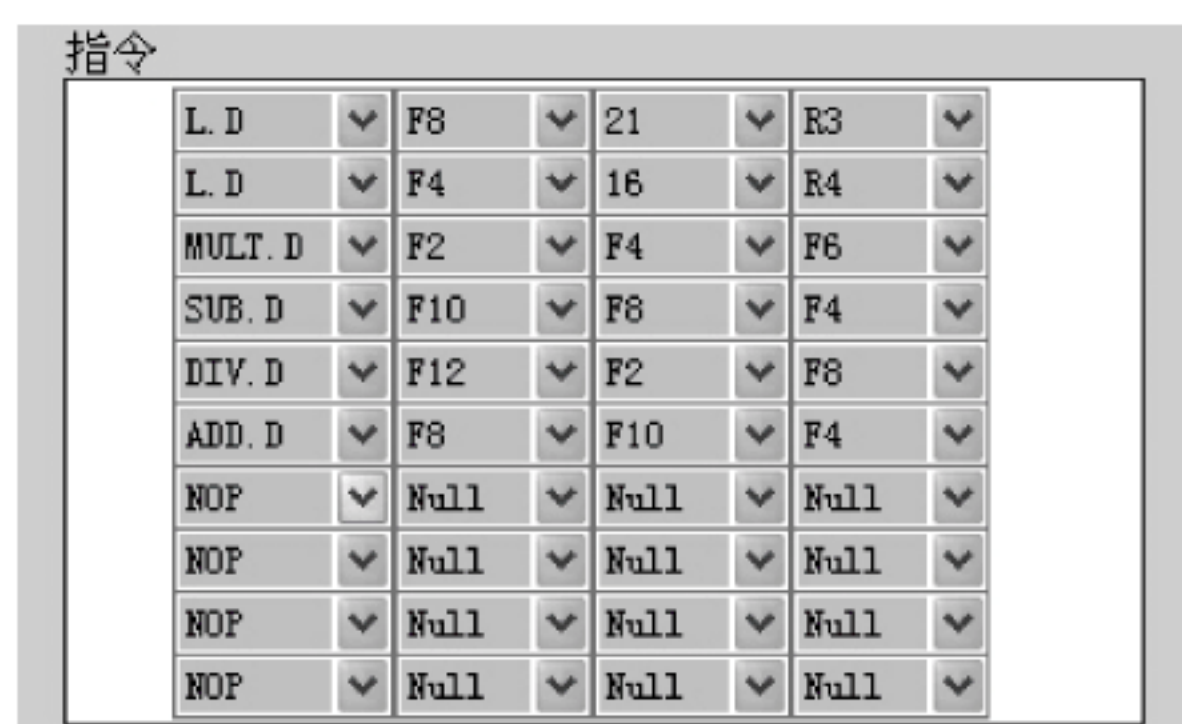 指令
L.D F8 21 R3
L.D F4 16 R4
MULT.D F2 F4 F6
SUB.D F10 F8 F4
DIV.D F12 F2 F8
ADD.D F8 F10 F4
NOP Null Null Null
NOP Null Null Null
NOP Null Null Null
NOP Null Null Null